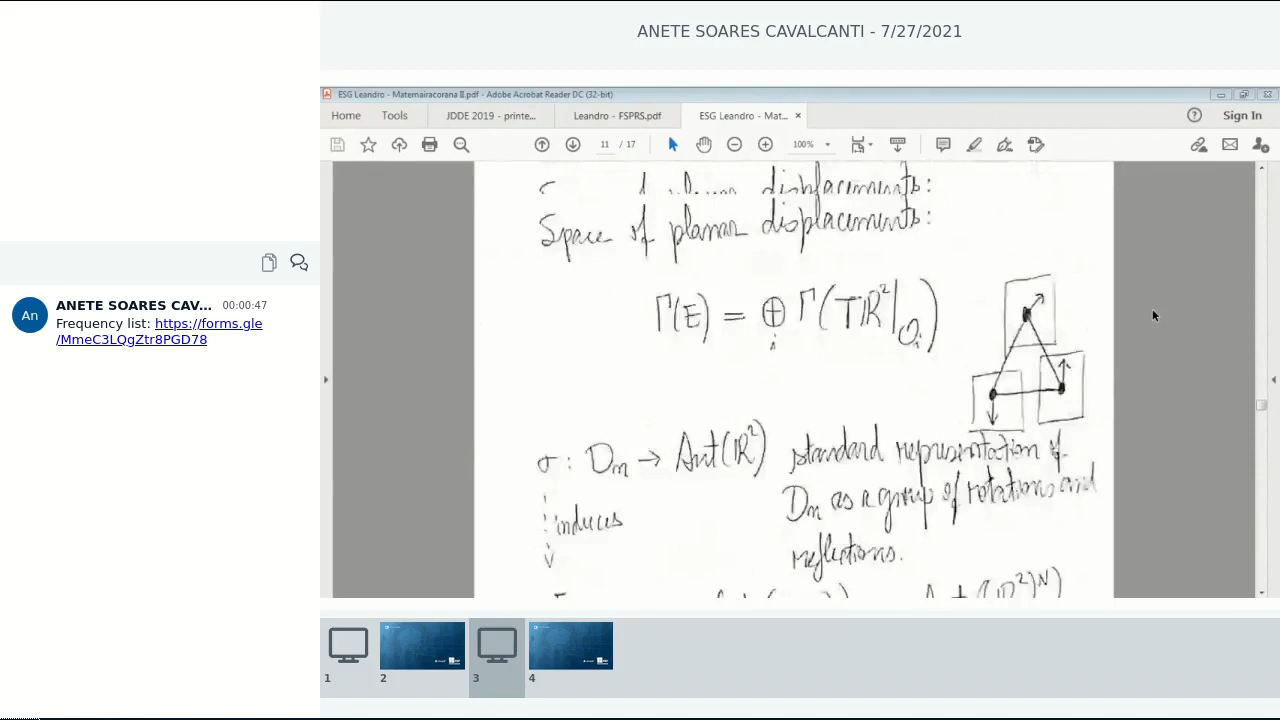 ANETE SOARES CAVALCANTI - 7/27/2021
ESG Leandro - Matemairacorana II.pdf - Adobe Acrobat Reader DC (32-bit)
Home Tools JDDE 2019 - printe... Leandro - FSPRS.pdf ESG Leandro - Mat... × Sign In
11 / 17 100%
ANETE SOARES CAV... 00:00:47
Frequency list: https://forms.gle
/MmeC3LQgZtr8PGD78
An
displacements:
Space of planar displacements:
Γ(E) = ⊕ Γ(Tℝ²|
i
σ : Dn → Aut(ℝ²) standard representation of
Dn as a group of rotations and
induces
reflections.
1 2 3 4